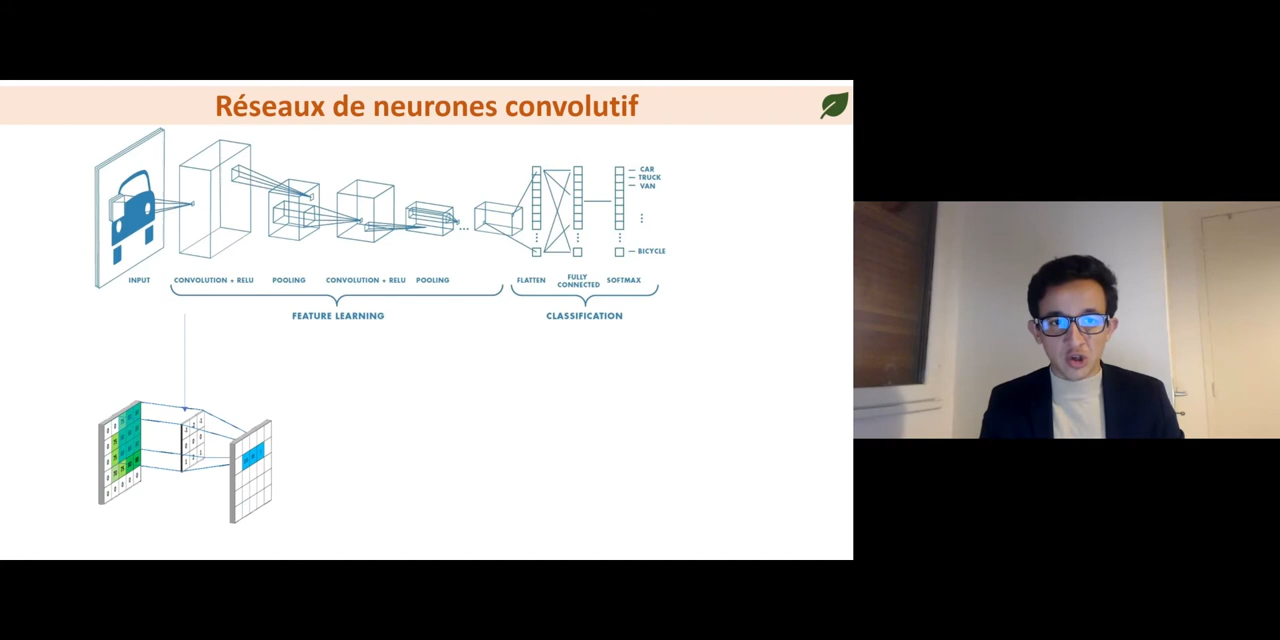 Réseaux de neurones convolutif
CAR
TRUCK
VAN
BICYCLE
INPUT
CONVOLUTION + RELU
POOLING
CONVOLUTION + RELU
POOLING
FLATTEN
FULLY
CONNECTED
SOFTMAX
FEATURE LEARNING
CLASSIFICATION